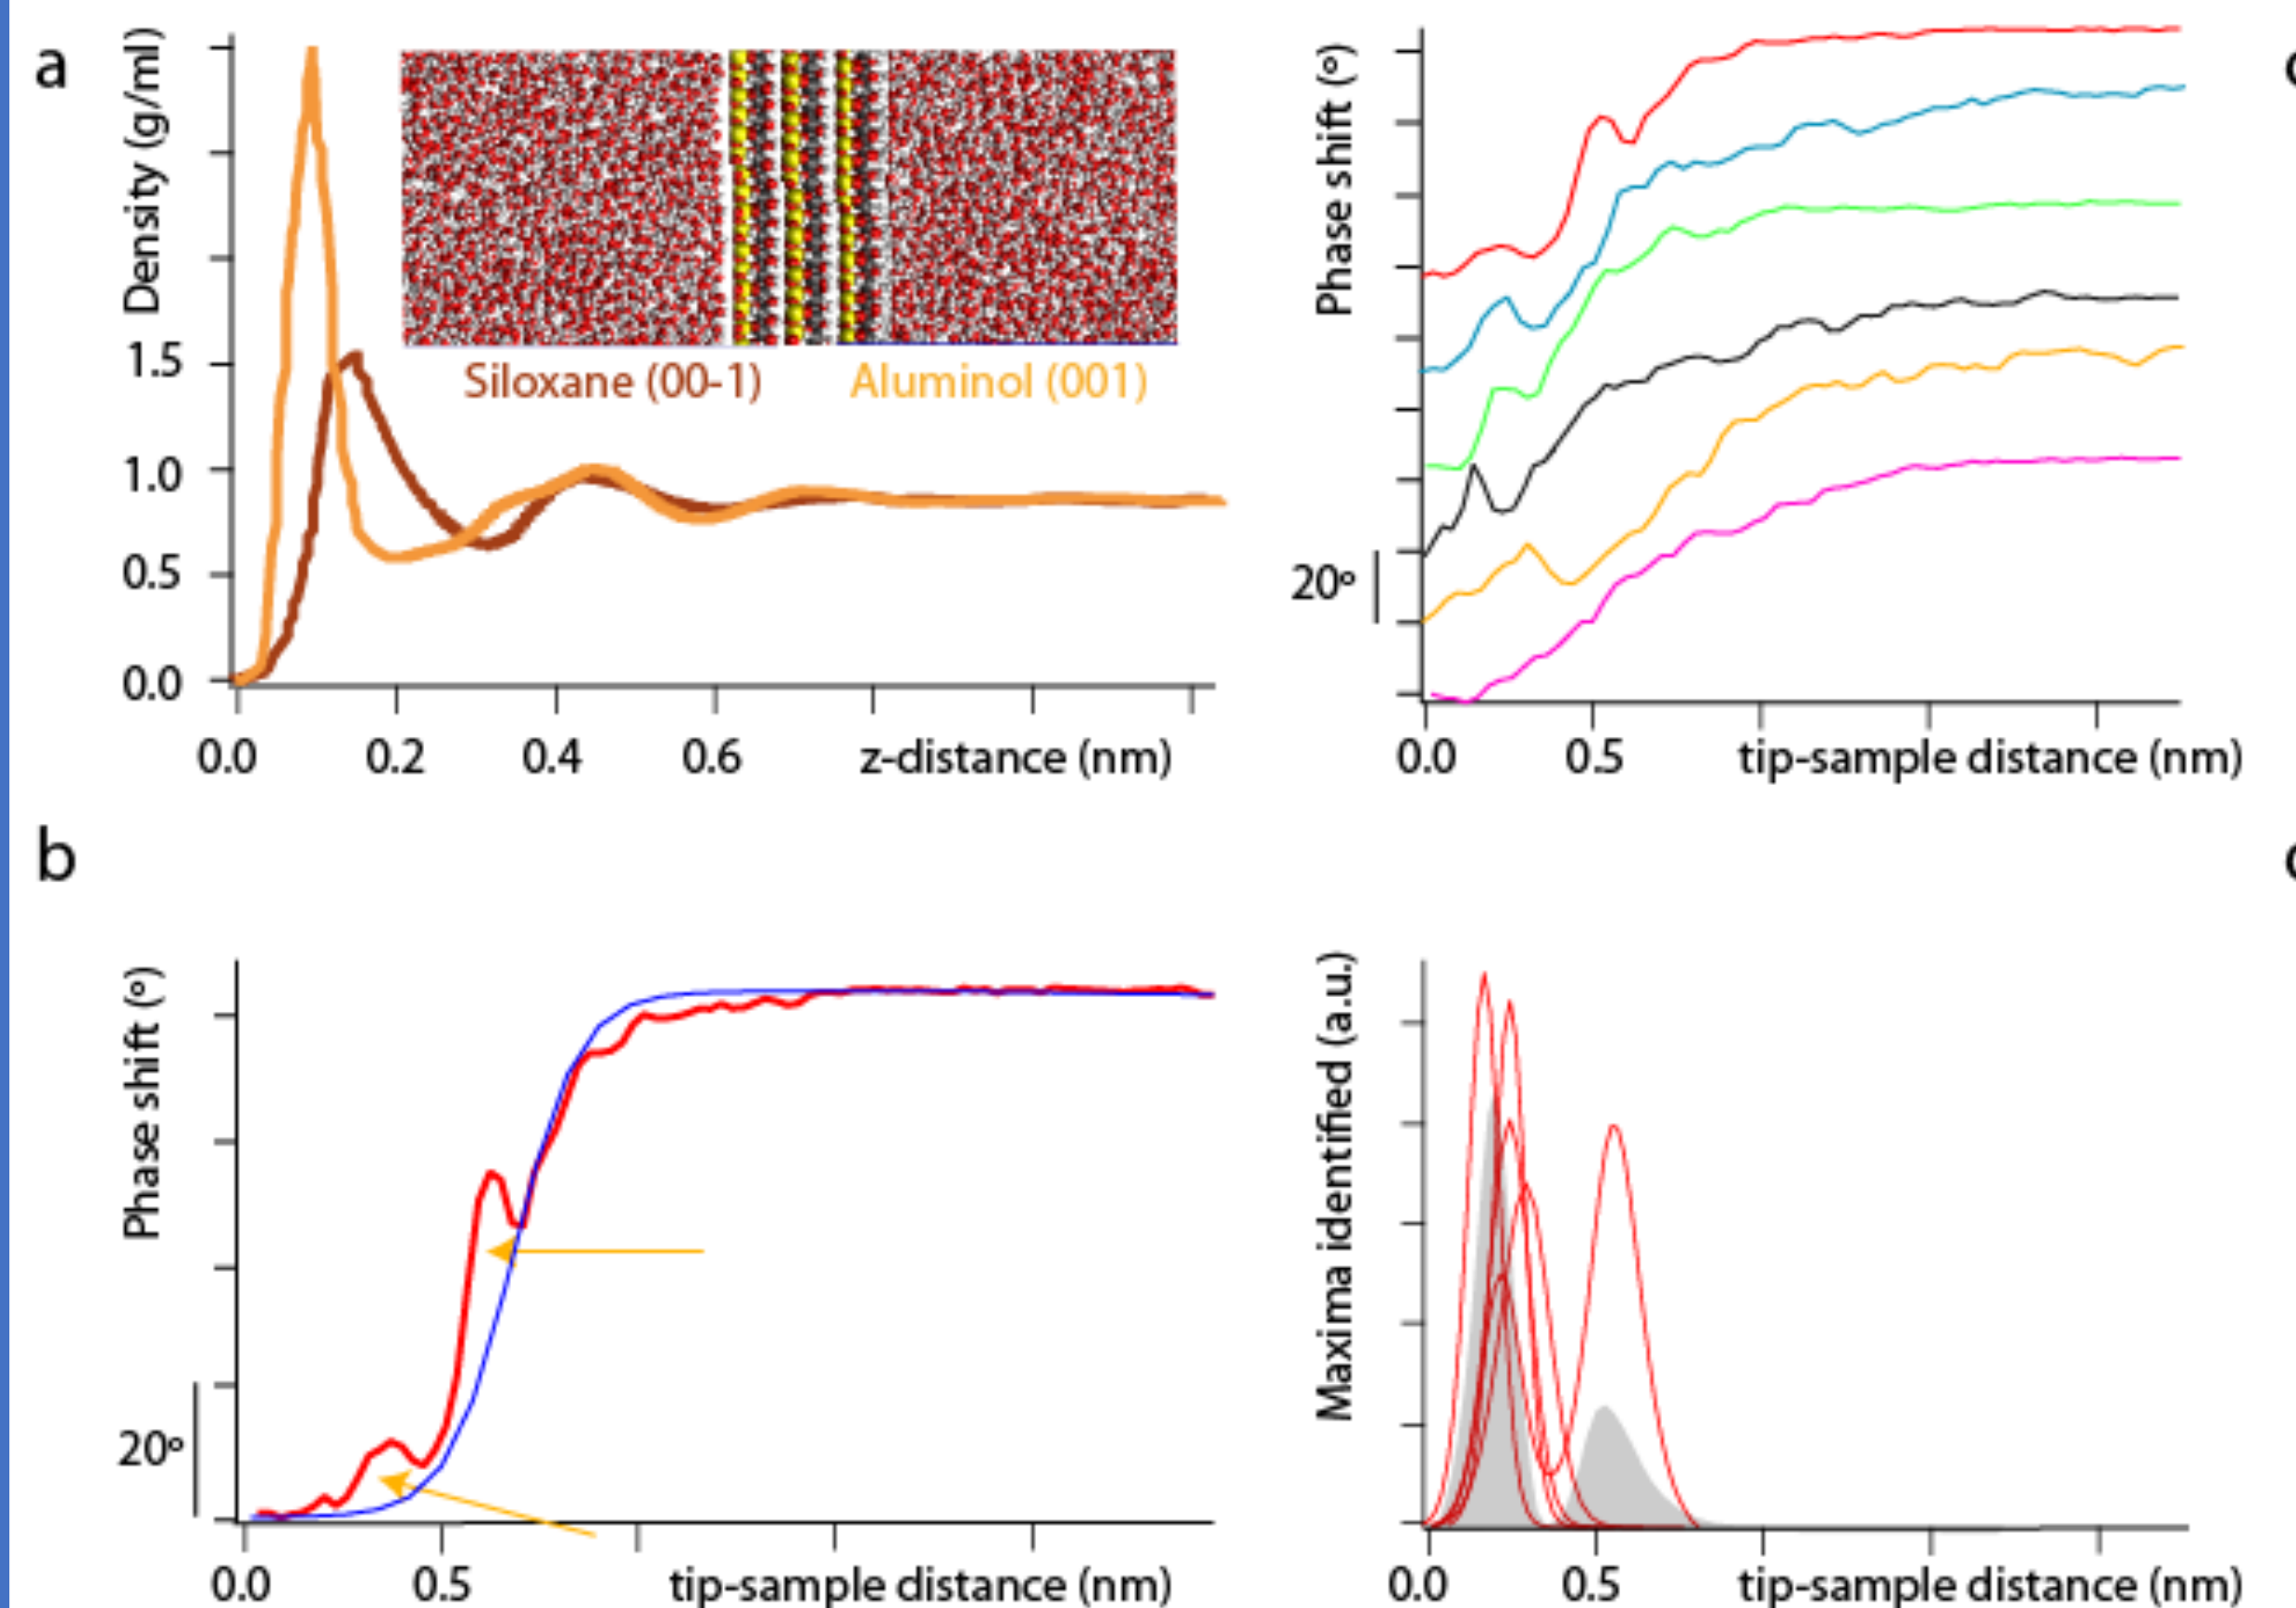 a
Density (g/ml)
1.5
1.0
0.5
0.0
Siloxane (00-1)
Aluminol (001)
0.0 0.2 0.4 0.6 z-distance (nm)
Phase shift (º)
20º
0.0 0.5 tip-sample distance (nm)
b
Phase shift (º)
20º
0.0 0.5 tip-sample distance (nm)
Maxima identified (a.u.)
0.0 0.5 tip-sample distance (nm)